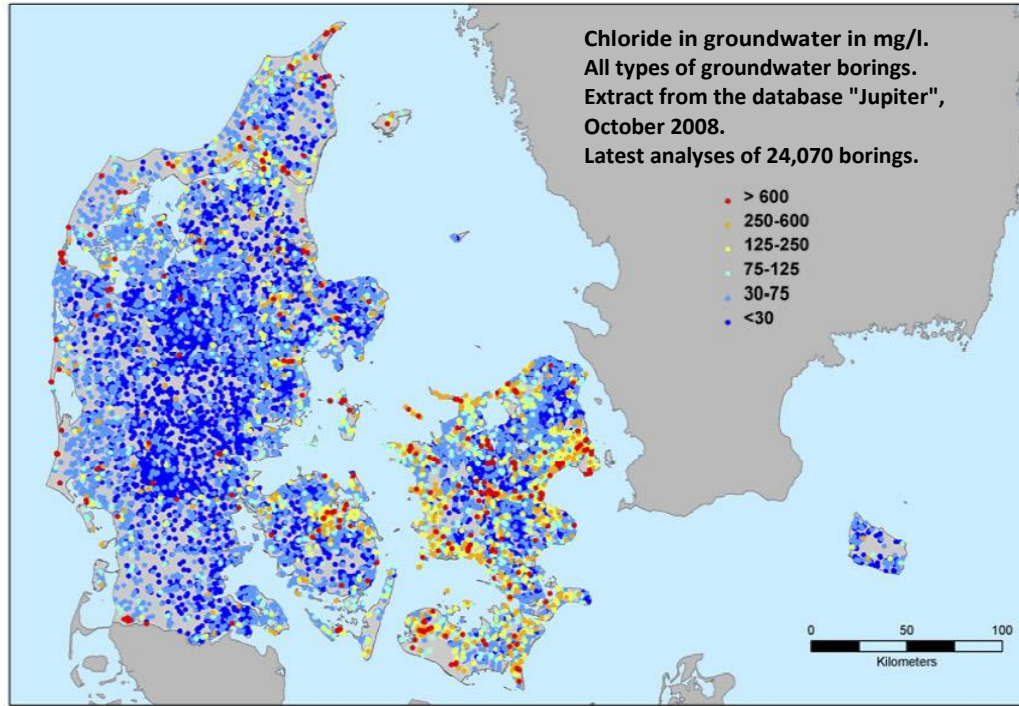 Chloride in groundwater in mg/l.
All types of groundwater borings.
Extract from the database "Jupiter",
October 2008.
Latest analyses of 24,070 borings.
> 600
250-600
125-250
75-125
30-75
<30
0 50 100
Kilometers